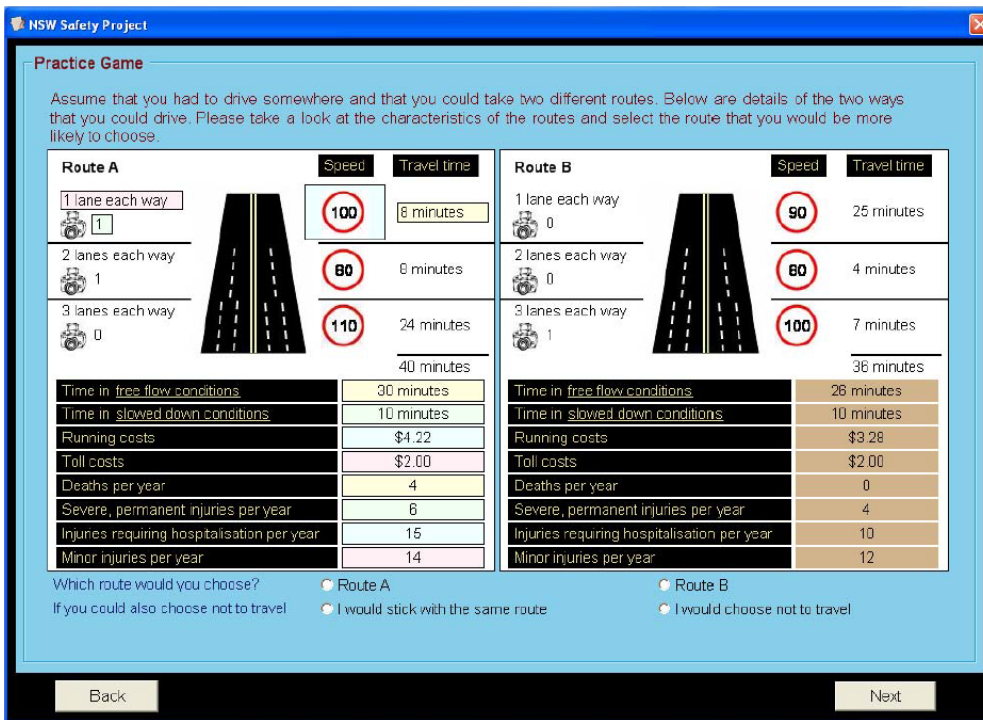 NSW Safety Project
Practice Game
Assume that you had to drive somewhere and that you could take two different routes. Below are details of the two ways
that you could drive. Please take a look at the characteristics of the routes and select the route that you would be more
likely to choose.
Route A
Speed
Travel time
1 lane each way
1
100
8 minutes
2 lanes each way
1
80
8 minutes
3 lanes each way
0
110
24 minutes
40 minutes
Time in free flow conditions 30 minutes
Time in slowed down conditions 10 minutes
Running costs $4.22
Toll costs $2.00
Deaths per year 4
Severe, permanent injuries per year 6
Injuries requiring hospitalisation per year 15
Minor injuries per year 14
Route B
Speed
Travel time
1 lane each way
0
90
25 minutes
2 lanes each way
0
60
4 minutes
3 lanes each way
1
100
7 minutes
36 minutes
Time in free flow conditions 26 minutes
Time in slowed down conditions 10 minutes
Running costs $3.28
Toll costs $2.00
Deaths per year 0
Severe, permanent injuries per year 4
Injuries requiring hospitalisation per year 10
Minor injuries per year 12
Which route would you choose? Route A Route B
If you could also choose not to travel I would stick with the same route I would choose not to travel
Back Next